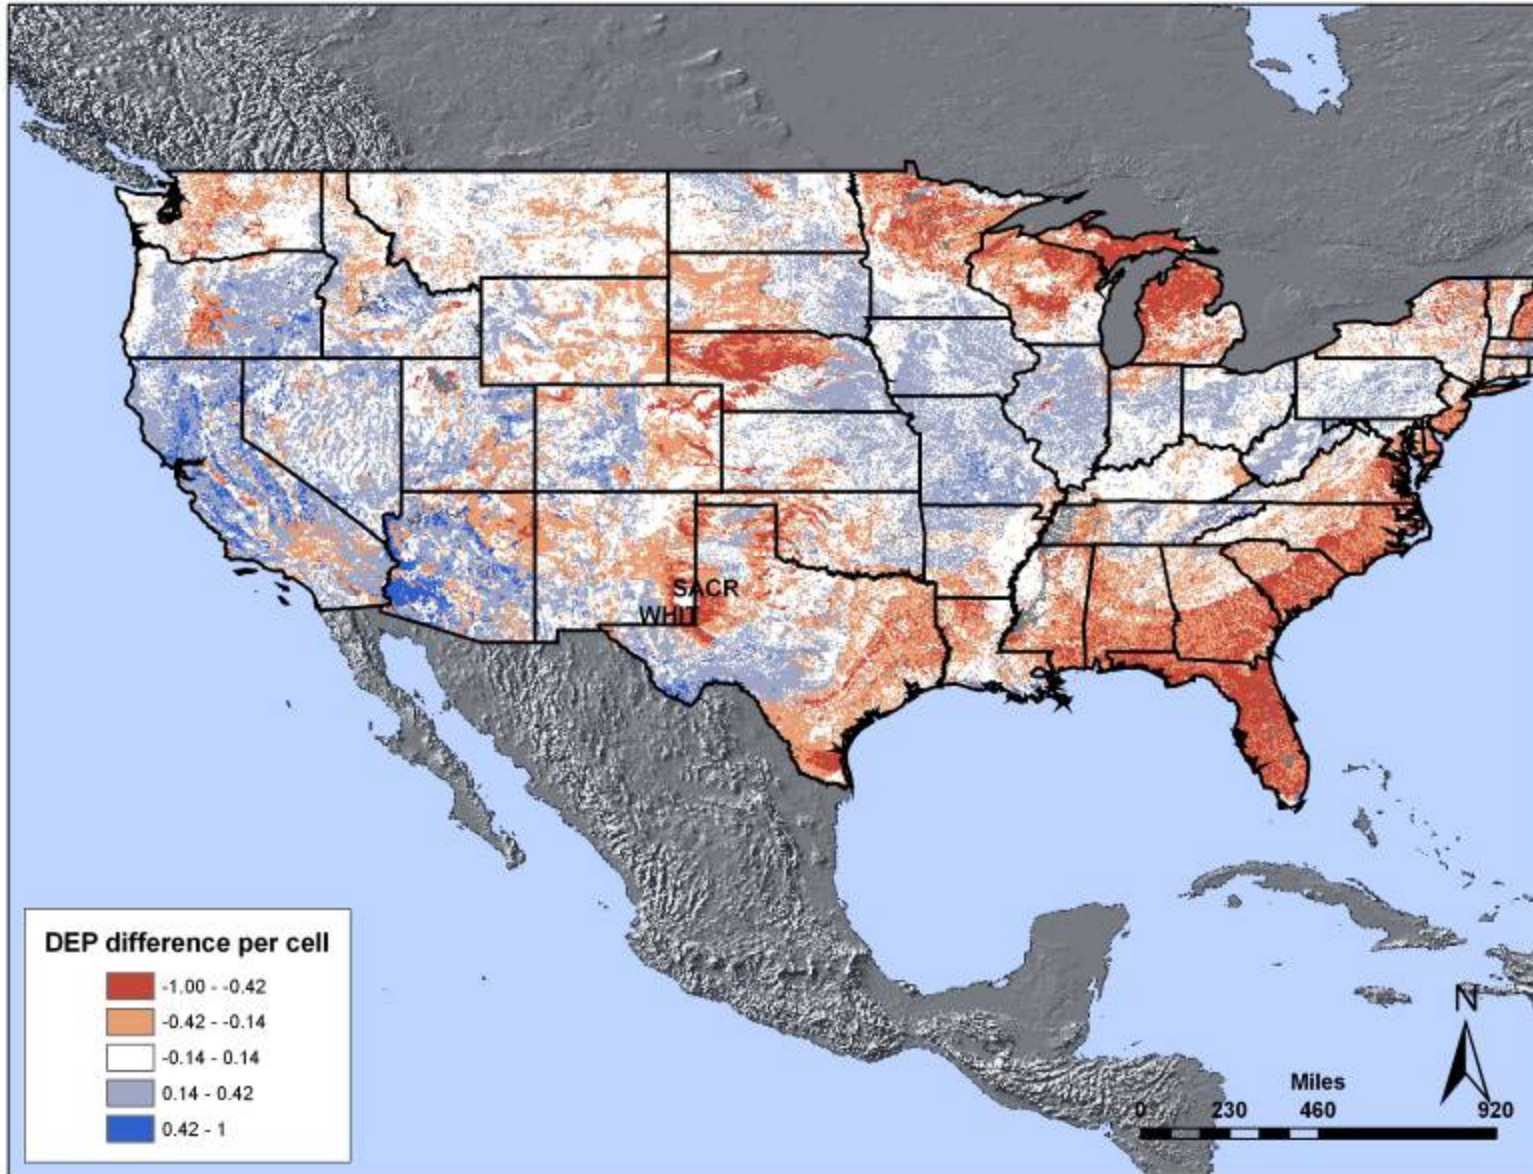 SACR
WHIT
DEP difference per cell
-1.00 - -0.42
-0.42 - -0.14
-0.14 - 0.14
0.14 - 0.42
0.42 - 1
N
Miles
0 230 460 920